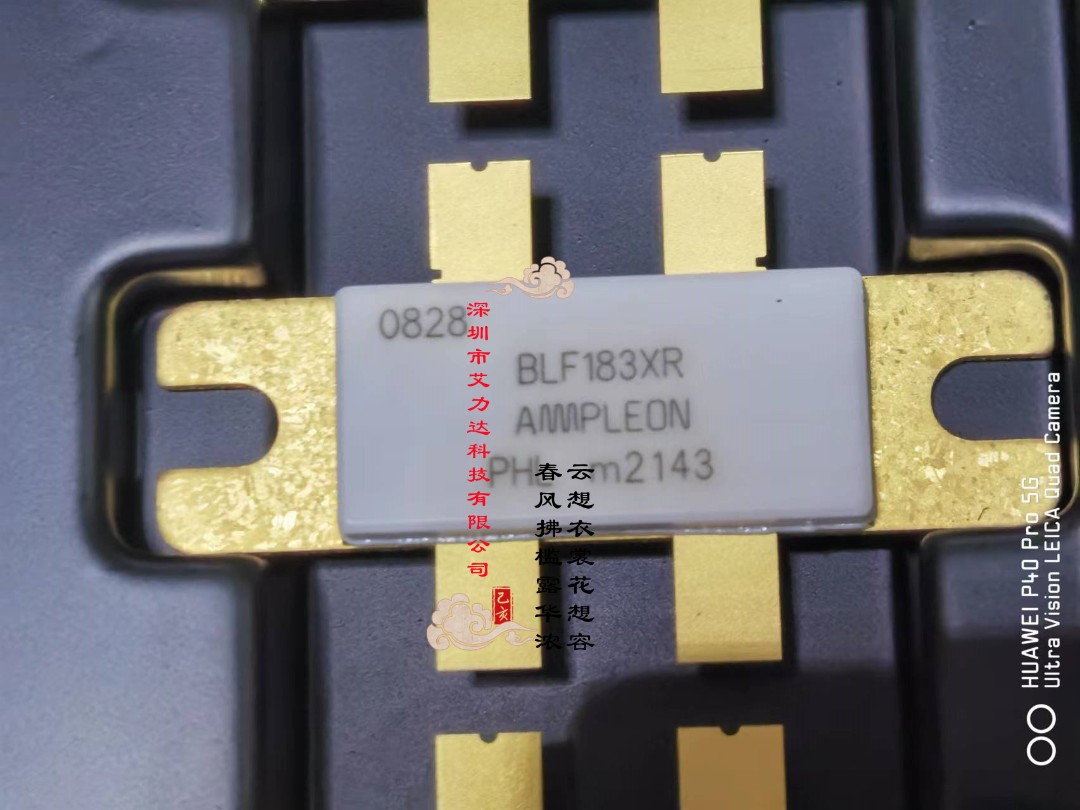 0828
BLF183XR
AMPLEON
m2143
深圳市艾力达科技有限公司
云想衣裳花想容
春风拂槛露华浓
己亥
HUAWEI P40 Pro 5G
Ultra Vision LEICA Quad Camera